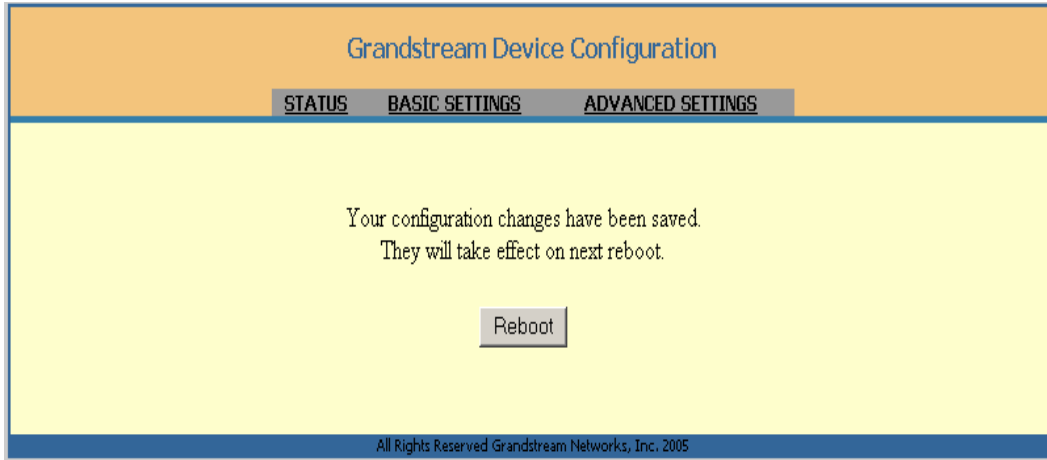 Grandstream Device Configuration
STATUS BASIC SETTINGS ADVANCED SETTINGS
Your configuration changes have been saved.
They will take effect on next reboot.
Reboot
All Rights Reserved Grandstream Networks, Inc. 2005